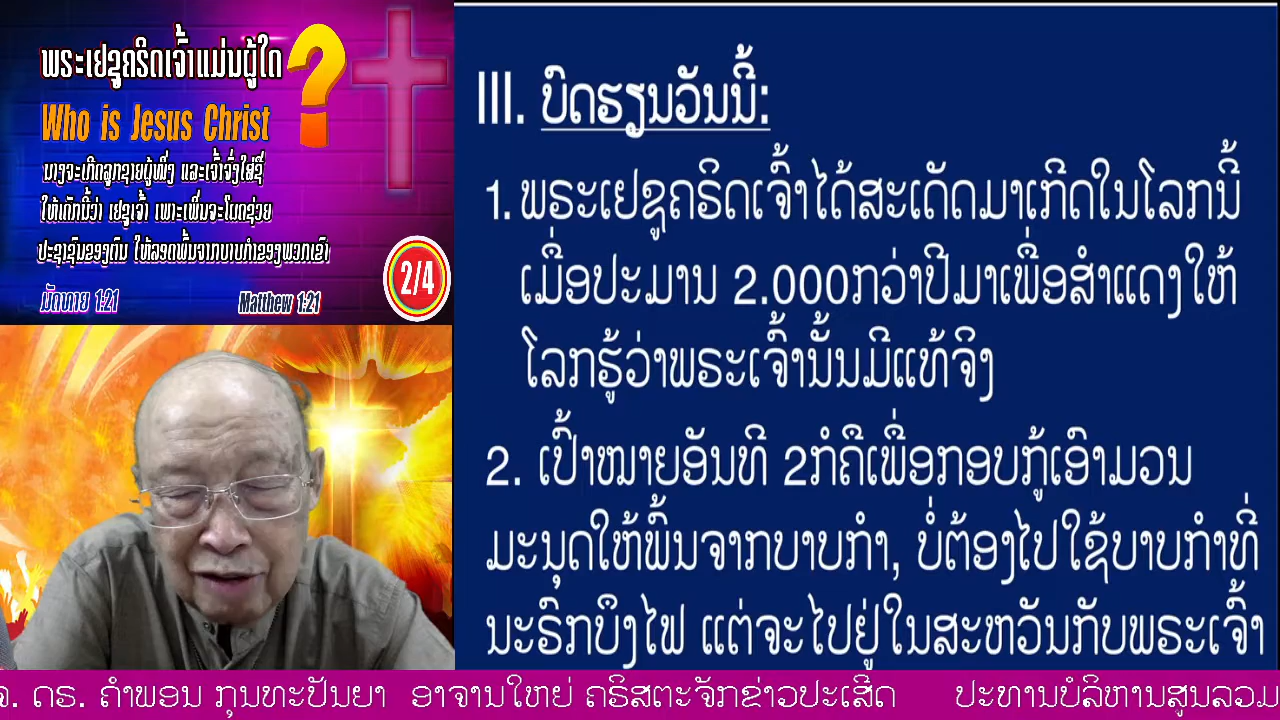 ພຣະເຢຊູຄຣິດເຈົ້າແມ່ນຜູ້ໃດ
?
Who is Jesus Christ
ນາງຈະເກີດລູກຊາຍຜູ້ໜຶ່ງ ແລະເຈົ້າຈົ່ງໃສ່ຊື່
ໃຫ້ເດັກນີ້ວ່າ ເຢຊູເຈົ້າ ເພາະເພິ່ນຈະໂຜດຊ່ວຍ
ປະຊາຊົນຂອງຕົນ ໃຫ້ລອດພົ້ນຈາກບາບກຳຂອງພວກເຂົາ
ມັດທາຍ 1:21 Matthew 1:21
2/4
III. ບົດຮຽນວັນນີ້:
1. ພຣະເຢຊູຄຣິດເຈົ້າໄດ້ສະເດັດມາເກີດໃນໂລກນີ້
ເມື່ອປະມານ 2.000ກວ່າປີມາເພື່ອສຳແດງໃຫ້
ໂລກຮູ້ວ່າພຣະເຈົ້ານັ້ນມີແທ້ຈິງ
2. ເປົ້າໝາຍອັນທີ 2ກໍຄືເພື່ອກອບກູ້ເອົາມວນ
ມະນຸດໃຫ້ພົ້ນຈາກບາບກຳ, ບໍ່ຕ້ອງໄປໃຊ້ບາບກຳທີ່
ນະຣົກບຶງໄຟ ແຕ່ຈະໄປຢູ່ໃນສະຫວັນກັບພຣະເຈົ້າ
ຈ. ດຣ. ຄຳພອນ ກຸນທະປັນຍາ ອາຈານໃຫຍ່ ຄຣິສຕະຈັກຂ່າວປະເສີດ ປະທານບໍລິຫານສູນລວມ